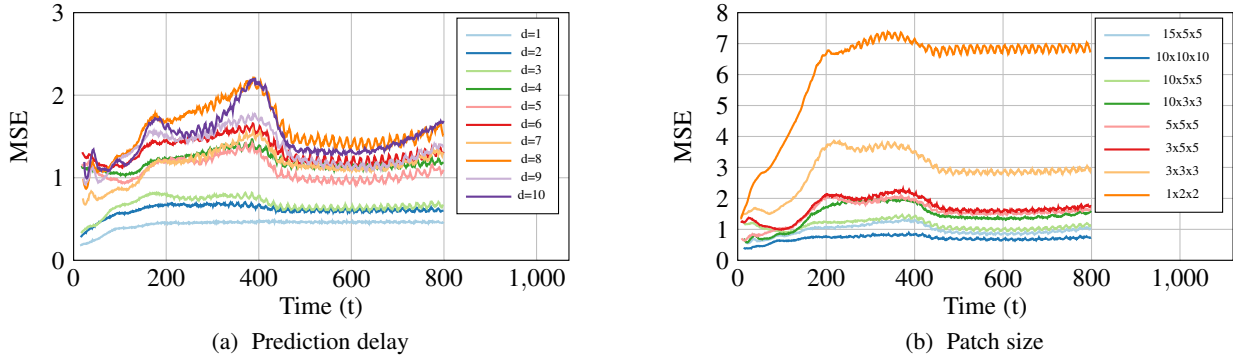 3
2
1
0
MSE
0
200
400
600
800
1,000
Time (t)
d=1
d=2
d=3
d=4
d=5
d=6
d=7
d=8
d=9
d=10
(a) Prediction delay
8
7
6
5
4
3
2
1
0
MSE
0
200
400
600
800
1,000
Time (t)
15x5x5
10x10x10
10x5x5
10x3x3
5x5x5
3x5x5
3x3x3
1x2x2
(b) Patch size